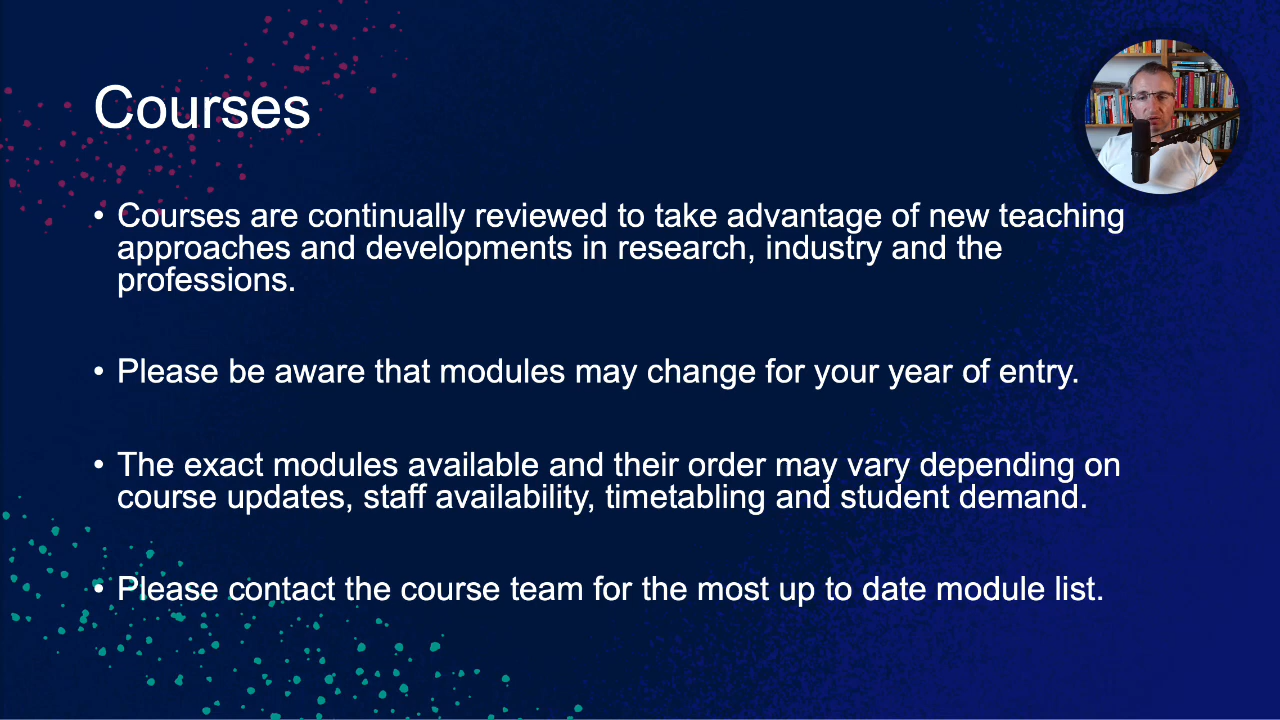 Courses
• Courses are continually reviewed to take advantage of new teaching
approaches and developments in research, industry and the
professions.
• Please be aware that modules may change for your year of entry.
• The exact modules available and their order may vary depending on
course updates, staff availability, timetabling and student demand.
• Please contact the course team for the most up to date module list.